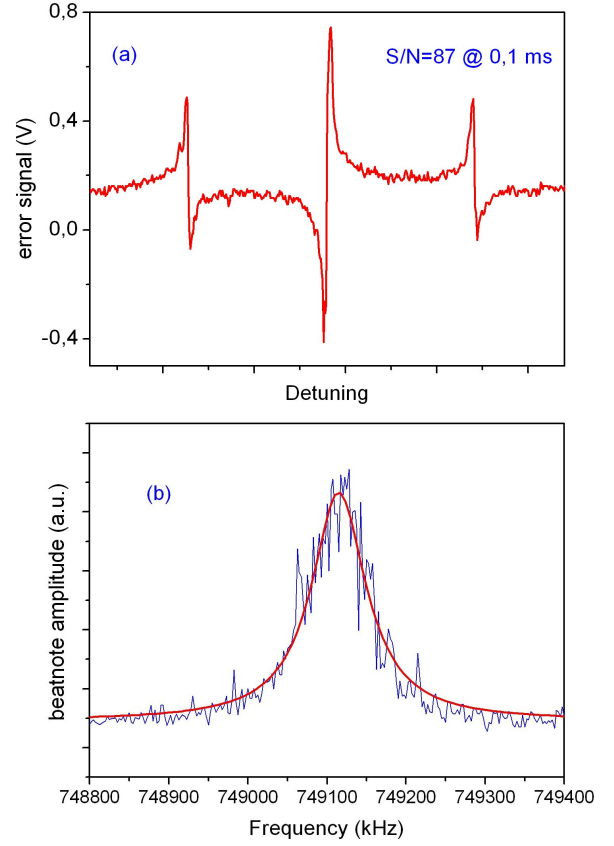 0,8
(a)
S/N=87 @ 0,1 ms
0,4
error signal (V)
0,0
-0,4
Detuning
(b)
beatnote amplitude (a.u.)
748800 748900 749000 749100 749200 749300 749400
Frequency (kHz)